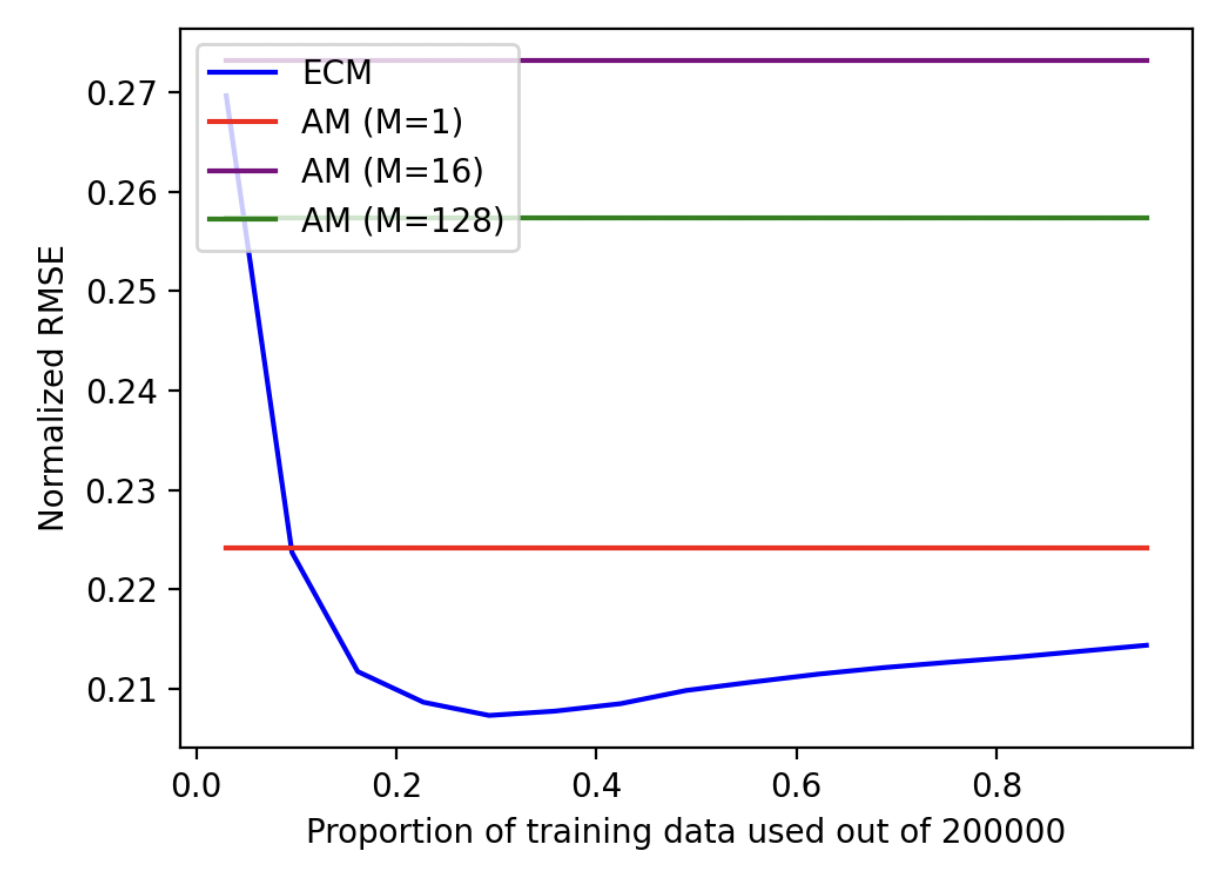 ECM
AM (M=1)
AM (M=16)
AM (M=128)
0.27
0.26
0.25
0.24
0.23
0.22
0.21
Normalized RMSE
0.0 0.2 0.4 0.6 0.8
Proportion of training data used out of 200000